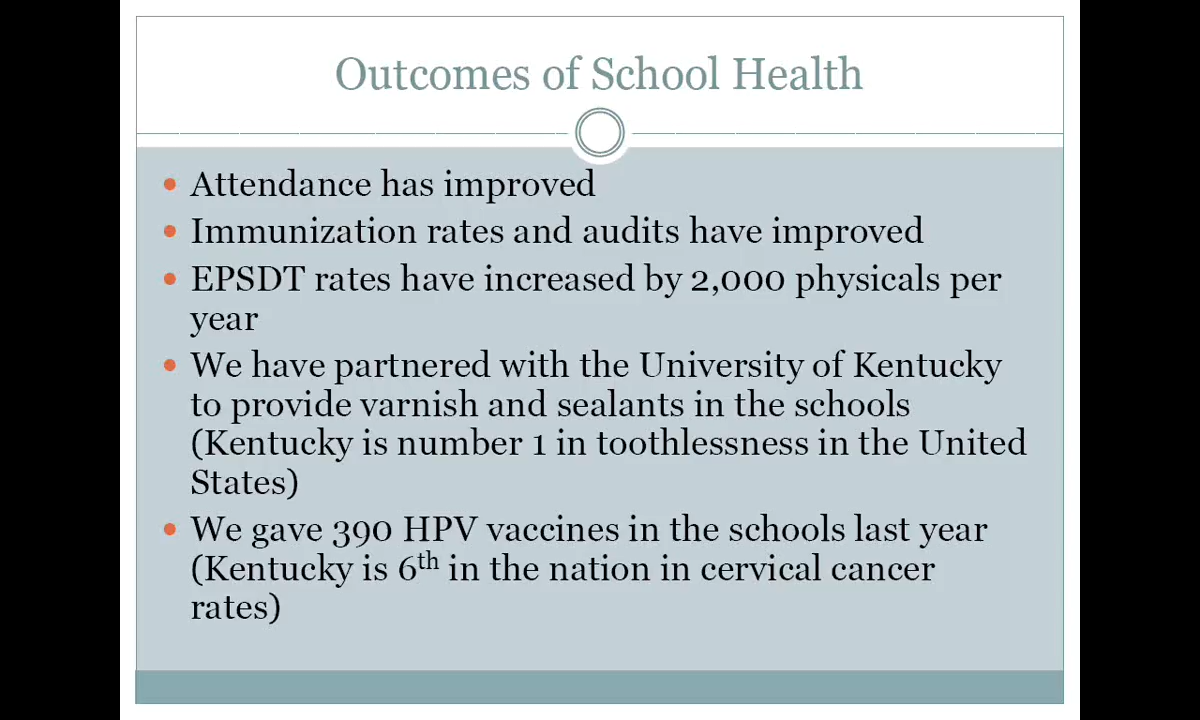 Outcomes of School Health
• Attendance has improved
• Immunization rates and audits have improved
• EPSDT rates have increased by 2,000 physicals per
year
• We have partnered with the University of Kentucky
to provide varnish and sealants in the schools
(Kentucky is number 1 in toothlessness in the United
States)
• We gave 390 HPV vaccines in the schools last year
(Kentucky is 6th in the nation in cervical cancer
rates)